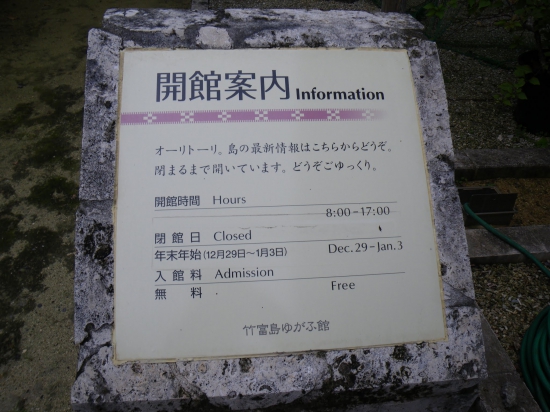 開館案内 Information
オーリトーリ。島の最新情報はこちらからどうぞ。
閉まるまで開いています。どうぞごゆっくり。
開館時間 Hours
8:00~17:00
閉館日 Closed
年末年始(12月29日~1月3日) Dec.29~Jan.3
入館料 Admission
無料 Free
竹富島ゆがふ館